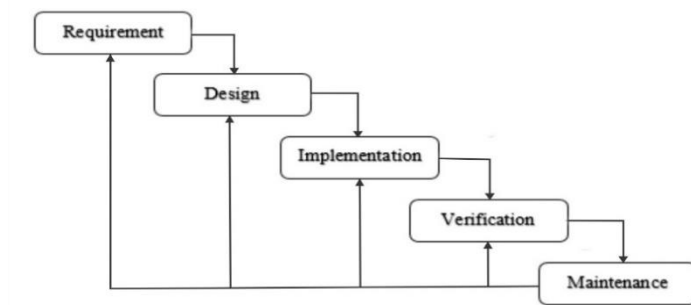 Requirement
Design
Implementation
Verification
Maintenance